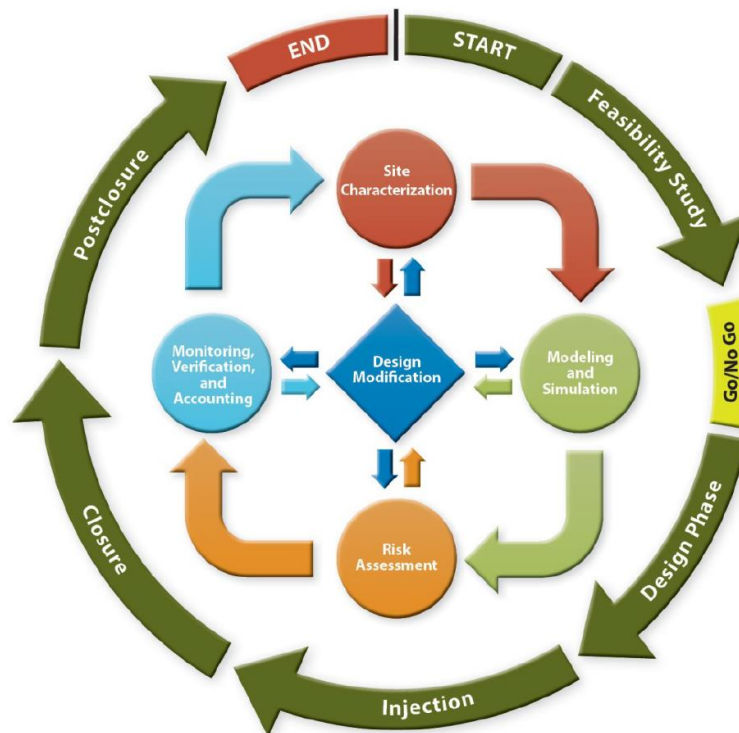 END
START
Feasibility Study
Go/No Go
Design Phase
Injection
Closure
Postclosure
Site
Characterization
Modeling
and
Simulation
Risk
Assessment
Monitoring,
Verification,
and
Accounting
Design
Modification